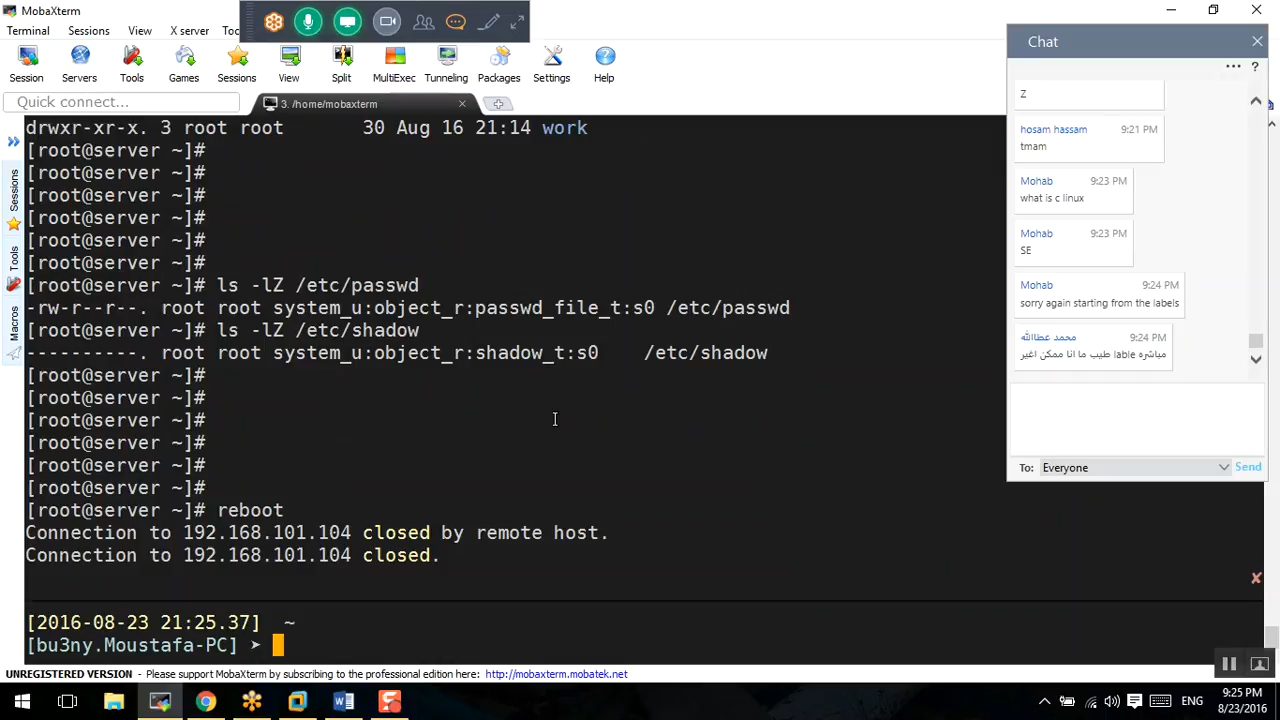 MobaXterm
Terminal Sessions View X server Too
Session Servers Tools Games Sessions View Split MultiExec Tunneling Packages Settings Help
Quick connect...
3. /home/mobaxterm
Sessions
Tools
Macros
drwxr-xr-x. 3 root root 30 Aug 16 21:14 work
[root@server ~]#
[root@server ~]#
[root@server ~]#
[root@server ~]#
[root@server ~]#
[root@server ~]#
[root@server ~]# ls -lZ /etc/passwd
-rw-r--r--. root root system_u:object_r:passwd_file_t:s0 /etc/passwd
[root@server ~]# ls -lZ /etc/shadow
----------. root root system_u:object_r:shadow_t:s0 /etc/shadow
[root@server ~]#
[root@server ~]#
[root@server ~]#
[root@server ~]#
[root@server ~]#
[root@server ~]#
[root@server ~]# reboot
Connection to 192.168.101.104 closed by remote host.
Connection to 192.168.101.104 closed.
[2016-08-23 21:25.37] ~
[bu3ny.Moustafa-PC] ➤
Chat
Z
hosam hassam 9:21 PM
tmam
Mohab 9:23 PM
what is c linux
Mohab 9:23 PM
SE
Mohab 9:24 PM
sorry again starting from the labels
محمد عطاالله 9:24 PM
مباشره lable طيب ما انا ممكن اغير
To: Everyone Send
UNREGISTERED VERSION - Please support MobaXterm by subscribing to the professional edition here: http://mobaxterm.mobatek.net
ENG
9:25 PM
8/23/2016